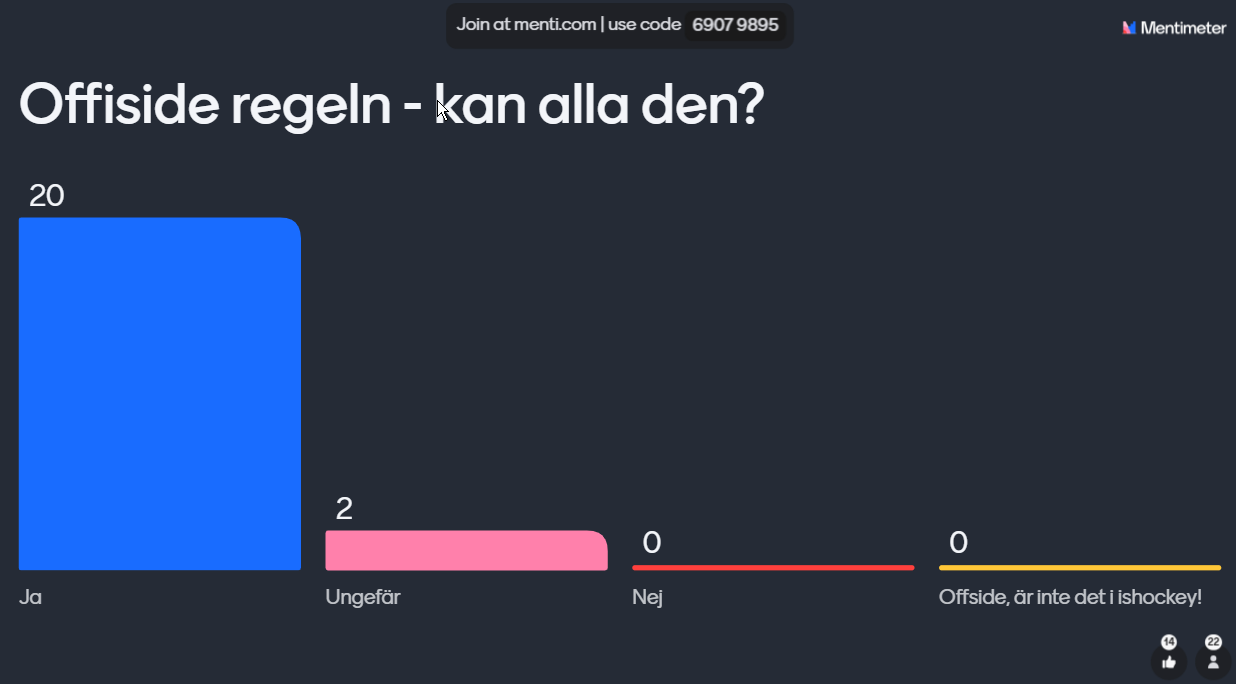 Join at menti.com | use code 6907 9895
Mentimeter
Offiside regeln - kan alla den?
20
2
0
0
Ja
Ungefär
Nej
Offside, är inte det i ishockey!
14
22